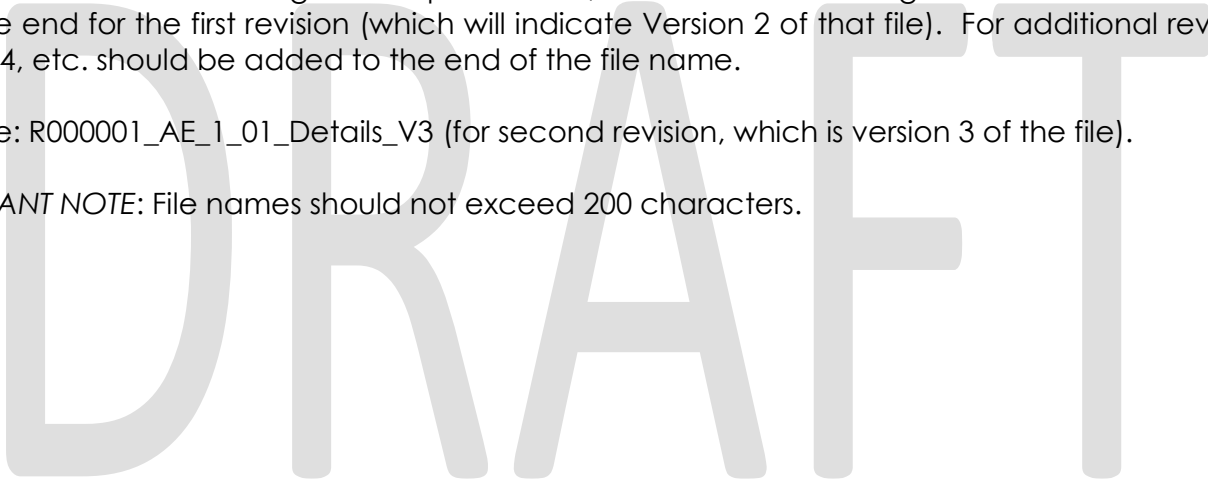 end for the first revision (which will indicate Version 2 of that file). For additional
4, etc. should be added to the end of the file name.
R000001_AE_1_01_Details_V3 (for second revision, which is version 3 of the file).
NOTE: File names should not exceed 200 characters.
DRAFT